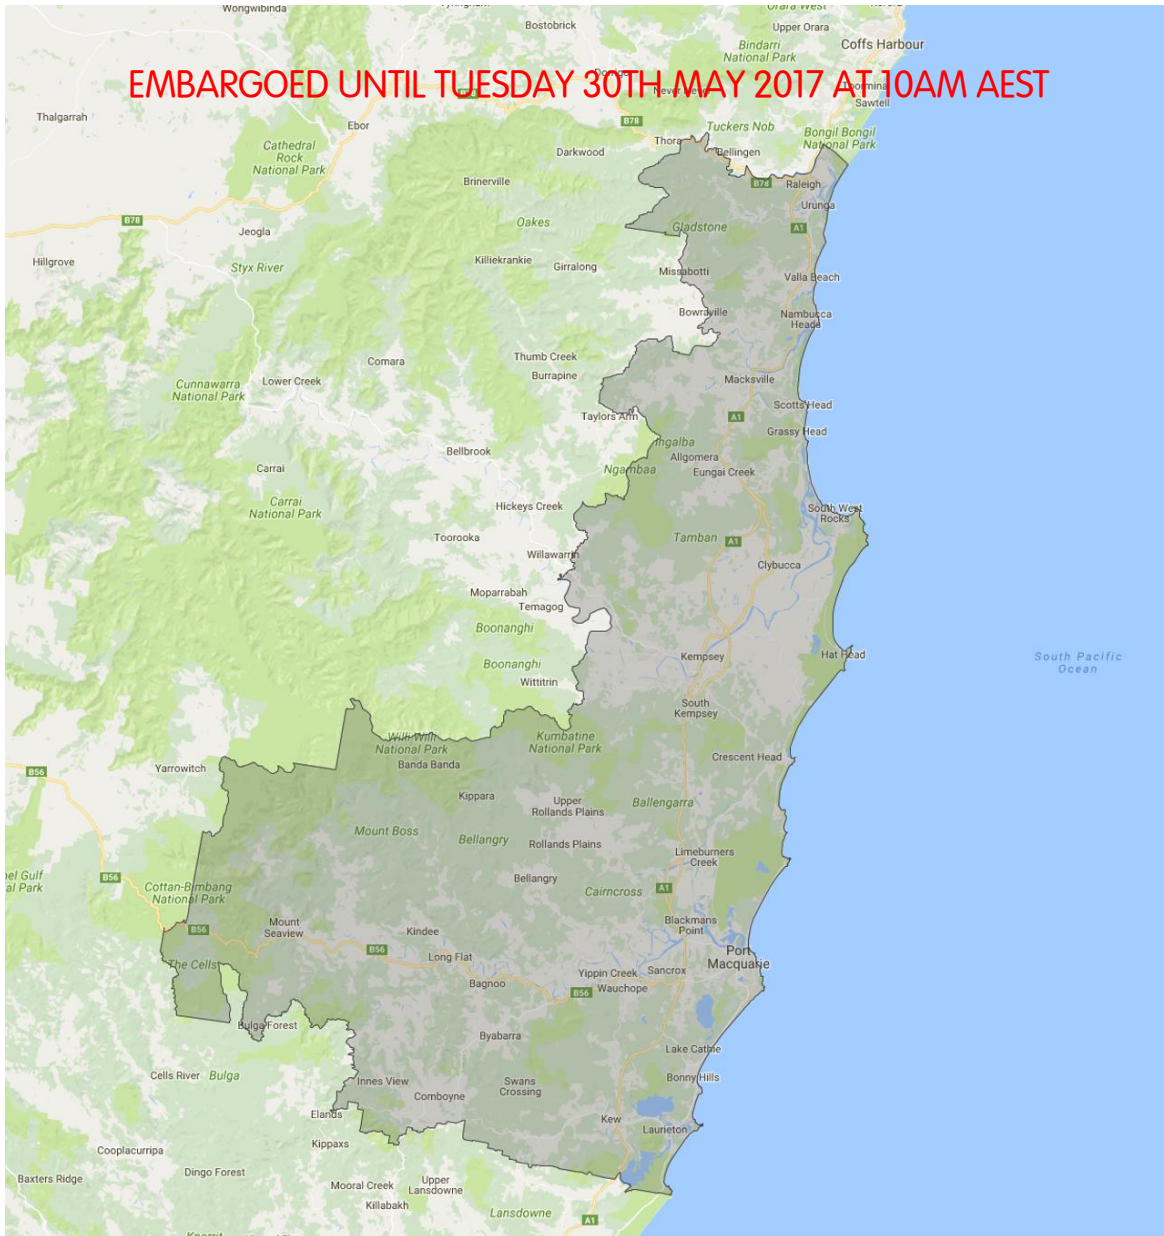 Wongwibinda
Orara West
Bostobrick
Upper Orara
Coffs Harbour
Bindarri
National Park
EMBARGOED UNTIL TUESDAY 30TH MAY 2017 AT 10AM AEST
Sawtell
Thalgarrah
B78
Ebor
Tuckers Nob
Bongil Bongil
National Park
Thora
Bellingen
Cathedral
Rock
National Park
Darkwood
Brinerville
B78
Raleigh
Urunga
B78
Oakes
Gladstone
A1
Jeogla
Hillgrove
Styx River
Killiekrankie
Girralong
Missabotti
Valla Beach
Bowraville
Nambucca
Heads
Thumb Creek
Comara
Burrapine
Lower Creek
Cunnawarra
National Park
Macksville
Scotts Head
Taylors Arm
A1
Grassy Head
Ingalba
Bellbrook
Allgomera
Carrai
Ngambaa
Eungai Creek
Carrai
National Park
Hickeys Creek
South West
Rocks
Toorooka
Tamban
A1
Willawarrin
Clybucca
Moparrabah
Temagog
Boonanghi
Kempsey
Hat Head
South Pacific
Ocean
Boonanghi
Wittitrin
South
Kempsey
Willi Willi
National Park
Kumbatine
National Park
Yarrowitch
B56
Banda Banda
Crescent Head
Kippara
Upper
Rollands Plains
Ballengarra
Mount Boss
Bellangry
Rollands Plains
Limeburners
Creek
B56
Bellangry
Cottan-Bimbang
National Park
Cairncross
A1
Mount
Seaview
B56
Kindee
Blackmans
Point
B56
Long Flat
Port
Macquarie
The Cells
Bagnoo
Yippin Creek
Sancrox
B56
Wauchope
Bulga Forest
Byabarra
Lake Cathie
Cells River
Bulga
Innes View
Swans
Crossing
Bonny Hills
Comboyne
Elands
Kew
Laurieton
Kippaxs
Cooplacurripa
Dingo Forest
Baxters Ridge
Mooral Creek
Upper
Lansdowne
Killabakh
Lansdowne
A1